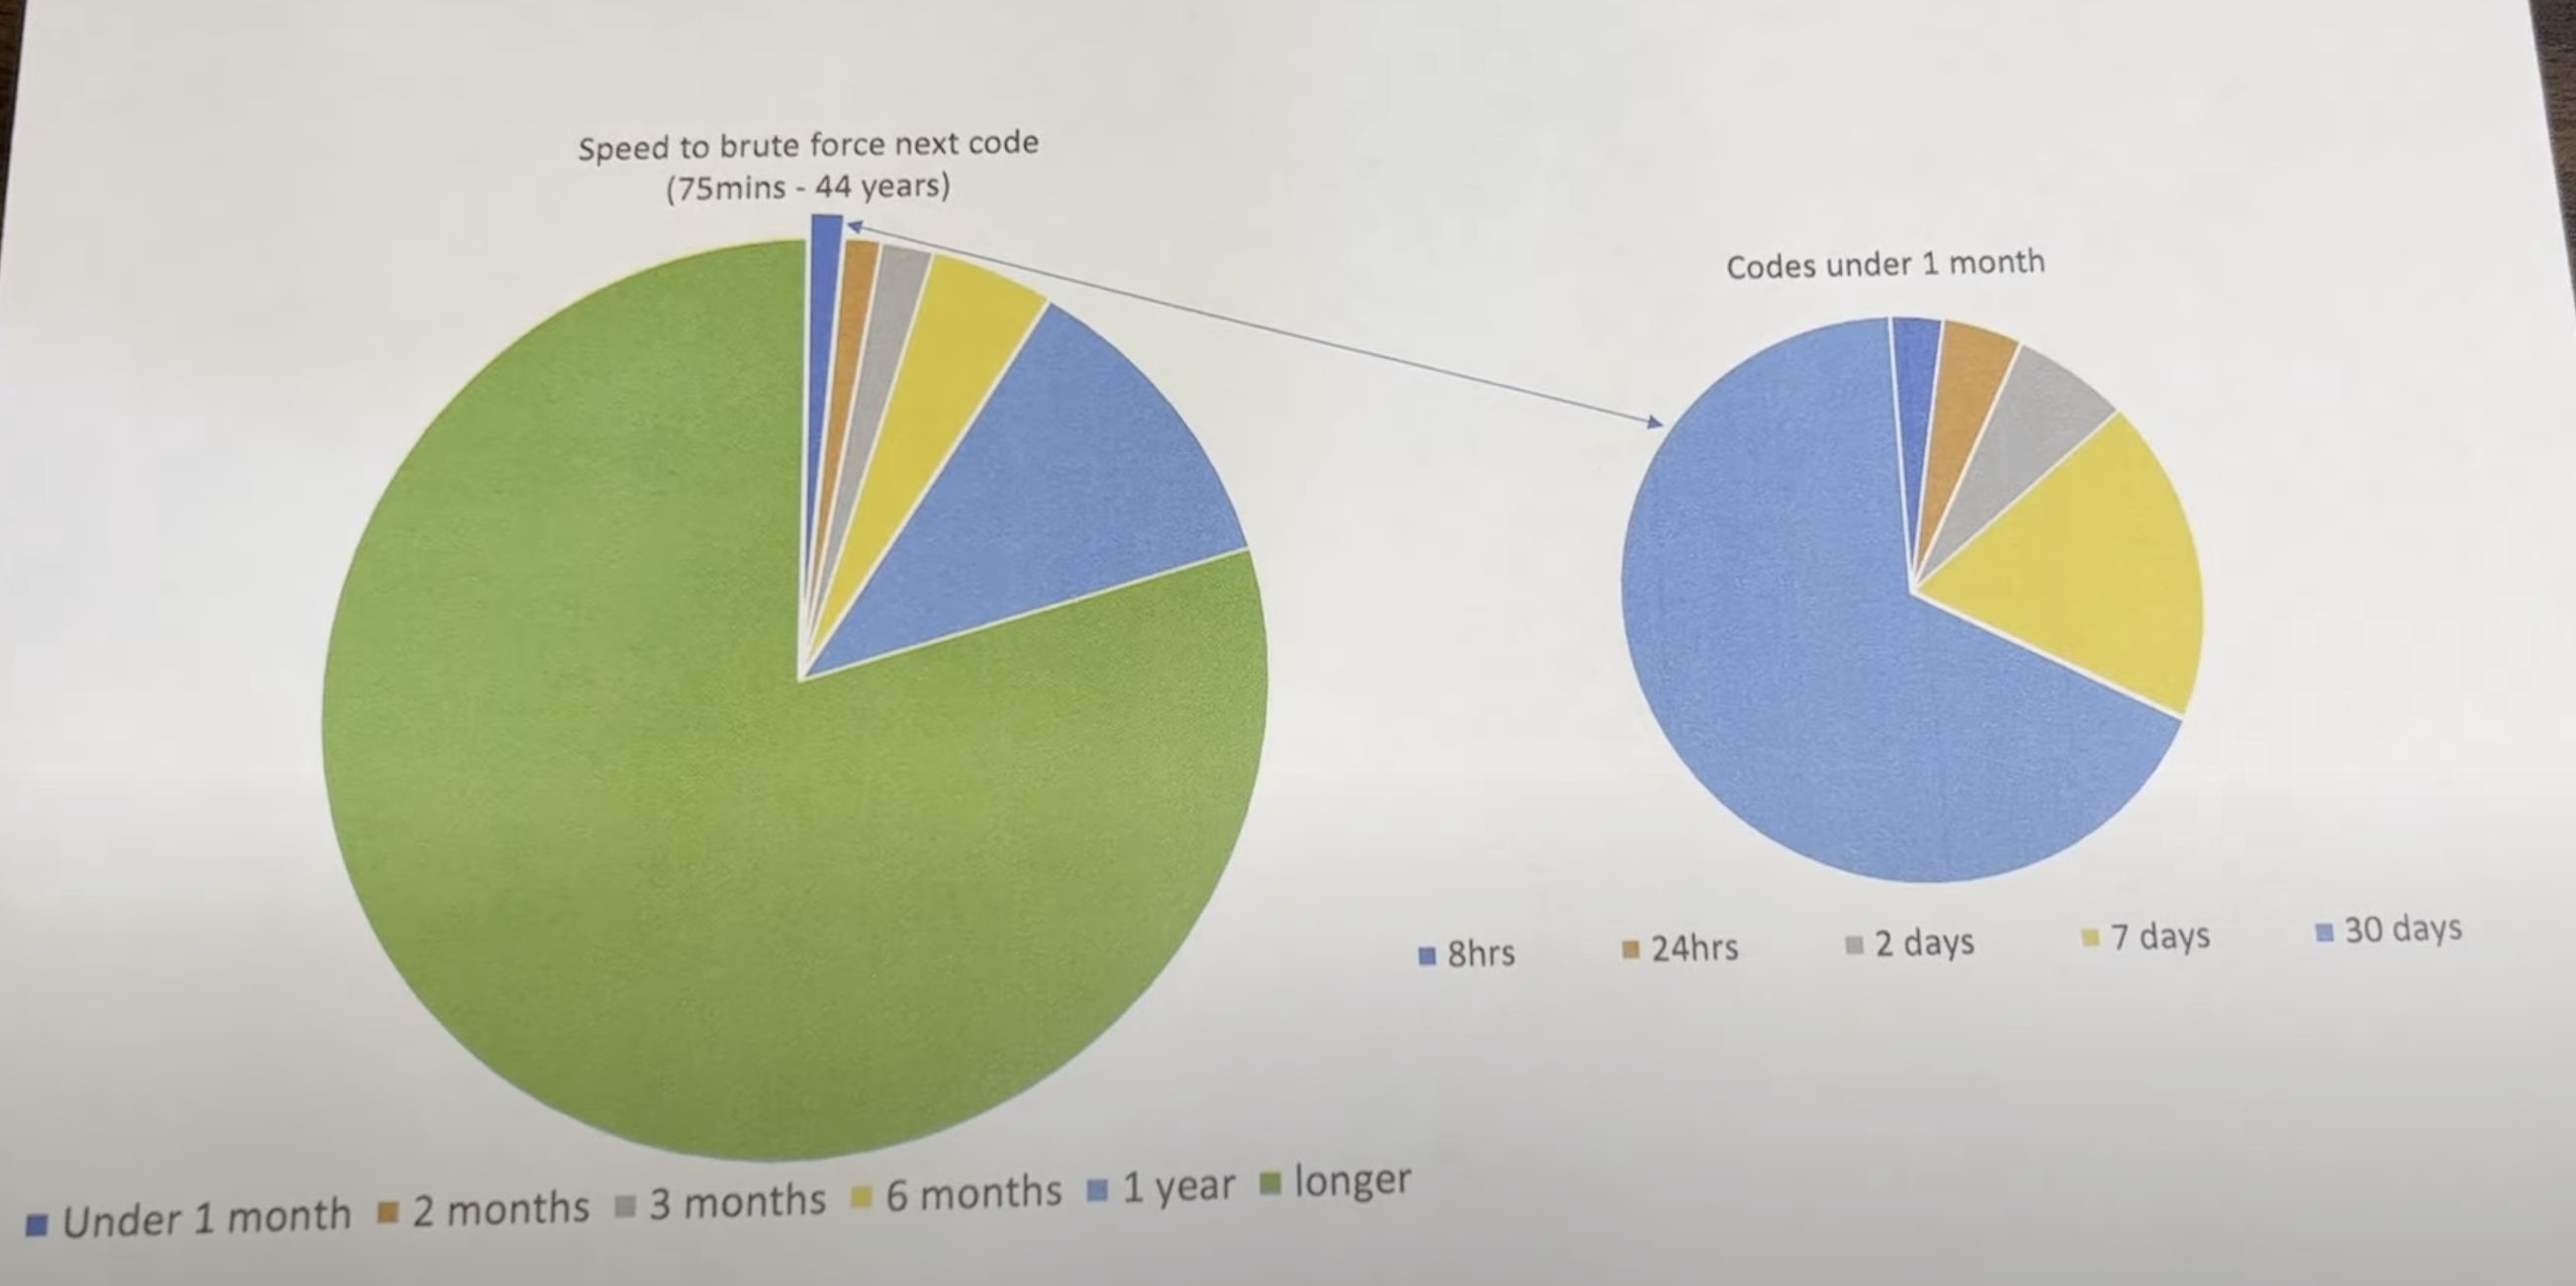 Speed to brute force next code
(75mins - 44 years)
Codes under 1 month
8hrs 24hrs 2 days 7 days 30 days
Under 1 month 2 months 3 months 6 months 1 year longer